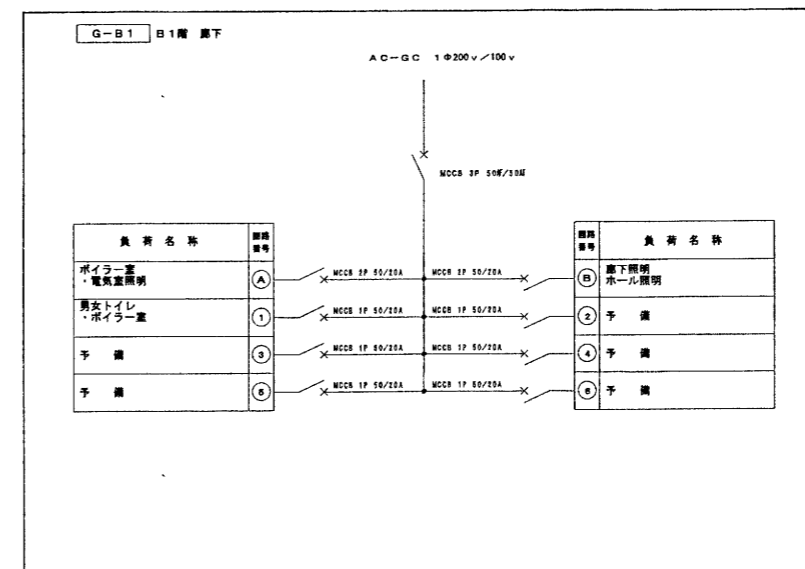 G-B1 B1階 廊下
AC-GC 1Φ200v/100v
MCCB 3P 50AF/50AT
負荷名称 回路番号
回路番号 負荷名称
ボイラー室
・電気室照明
A MCCB 2P 50/20A MCCB 2P 50/20A B
廊下照明
ホール照明
男女トイレ
・ボイラー室
1 MCCB 1P 50/20A MCCB 1P 50/20A 2 予備
予備 3 MCCB 1P 50/20A MCCB 1P 50/20A 4 予備
予備 5 MCCB 1P 50/20A MCCB 1P 50/20A 6 予備